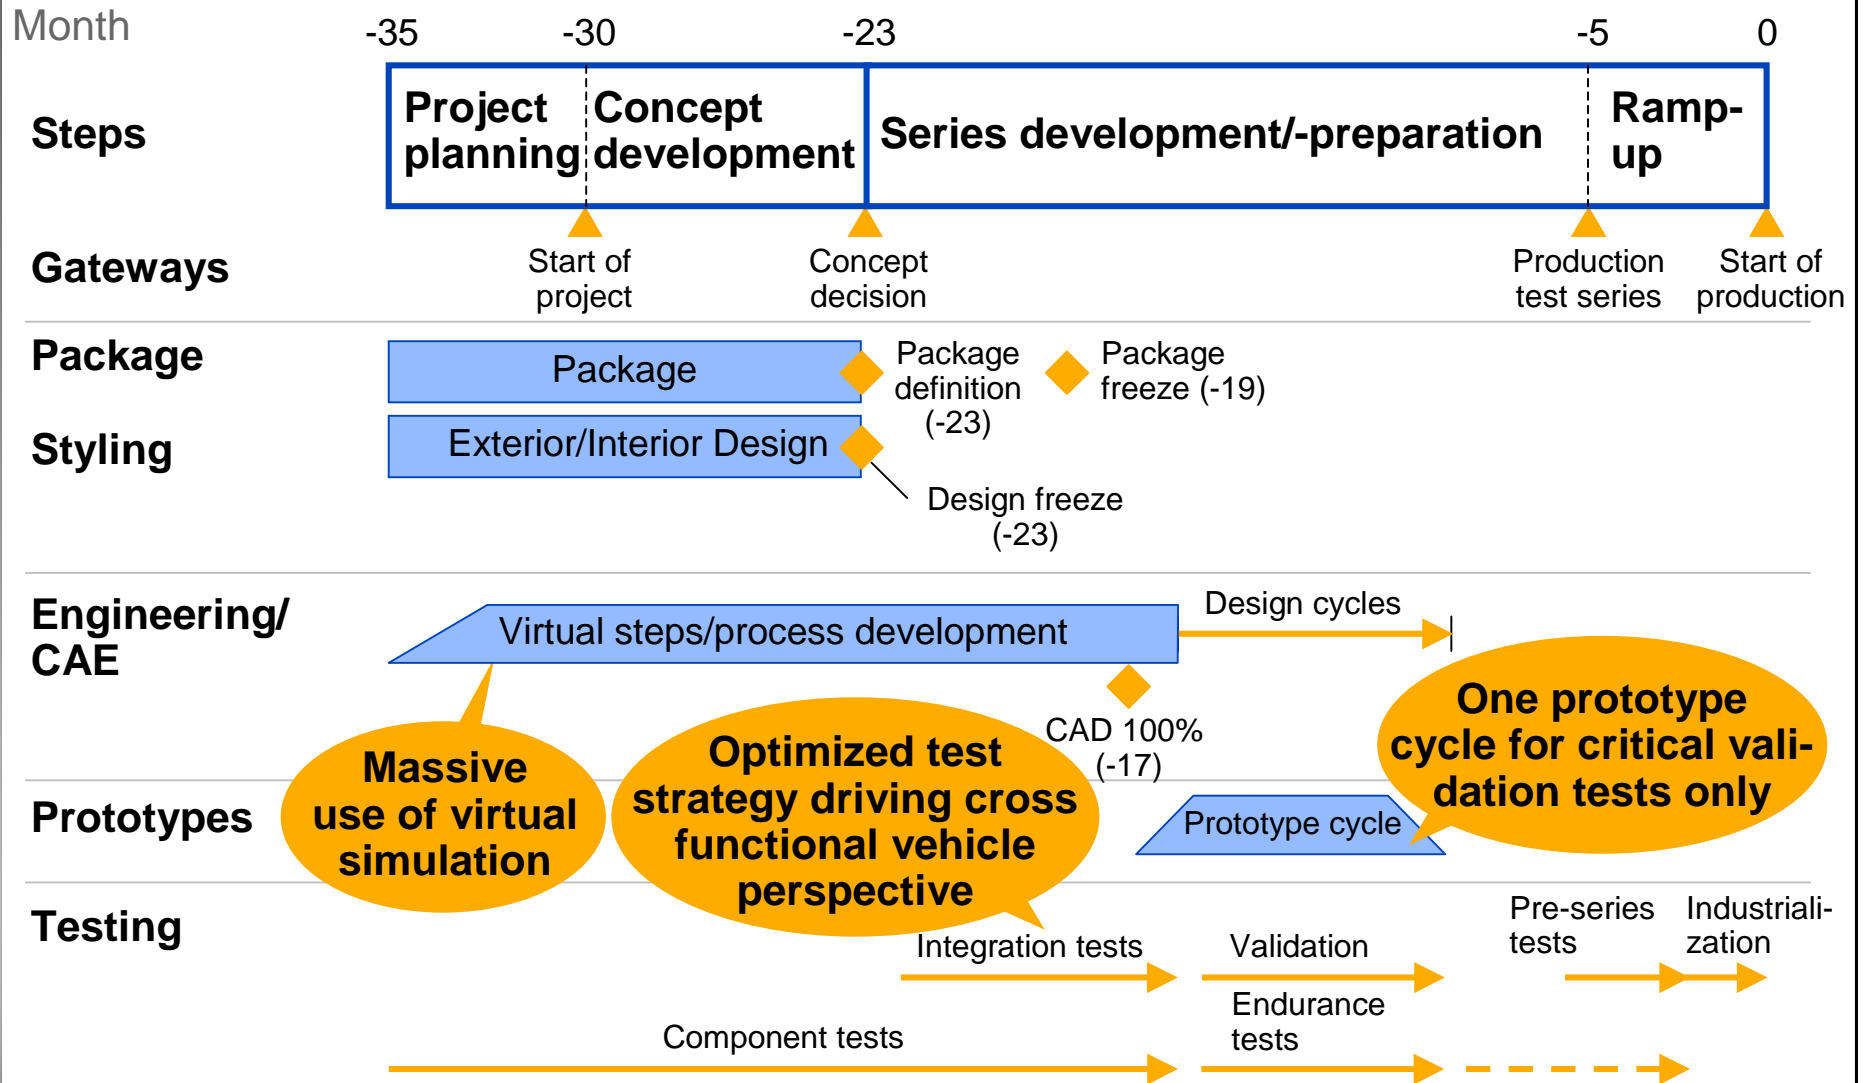 Month
-35
-30
-23
-5
0
Steps
Project
planning
Concept
development
Series development/-preparation
Ramp-
up
Gateways
Start of
project
Concept
decision
Production
test series
Start of
production
Package
Package
Package
definition
(-23)
Package
freeze (-19)
Styling
Exterior/Interior Design
Design freeze
(-23)
Engineering/
CAE
Virtual steps/process development
Design cycles
CAD 100%
(-17)
Massive
use of virtual
simulation
Optimized test
strategy driving cross
functional vehicle
perspective
One prototype
cycle for critical vali-
dation tests only
Prototypes
Prototype cycle
Testing
Integration tests
Validation
Pre-series
tests
Industriali-
zation
Component tests
Endurance
tests